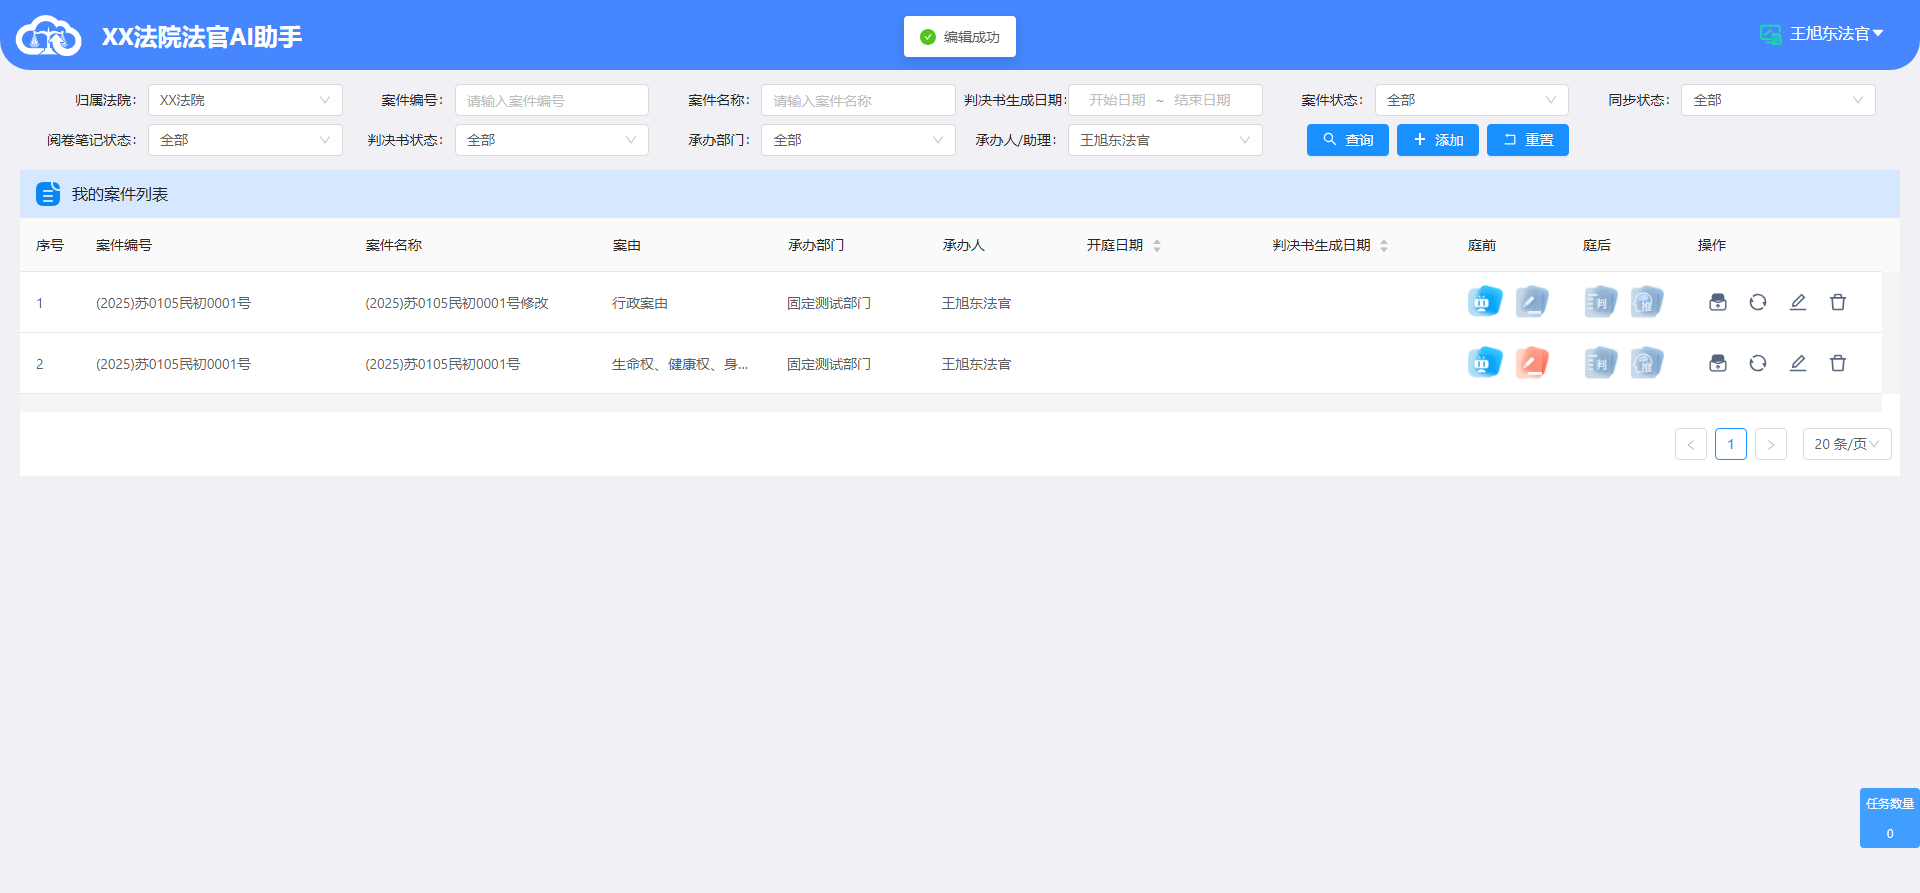 XX法院法官AI助手
编辑成功
王旭东法官
归属法院： XX法院 案件编号： 请输入案件编号 案件名称： 请输入案件名称 判决书生成日期： 开始日期 ~ 结束日期 案件状态： 全部 同步状态： 全部
阅卷笔记状态： 全部 判决书状态： 全部 承办部门： 全部 承办人/助理： 王旭东法官 查询 添加 重置
我的案件列表
序号 案件编号 案件名称 案由 承办部门 承办人 开庭日期 判决书生成日期 庭前 庭后 操作
1 (2025)苏0105民初0001号 (2025)苏0105民初0001号修改 行政案由 固定测试部门 王旭东法官 判 推
2 (2025)苏0105民初0001号 (2025)苏0105民初0001号 生命权、健康权、身... 固定测试部门 王旭东法官 判 推
< 1 > 20 条/页
任务数量
0